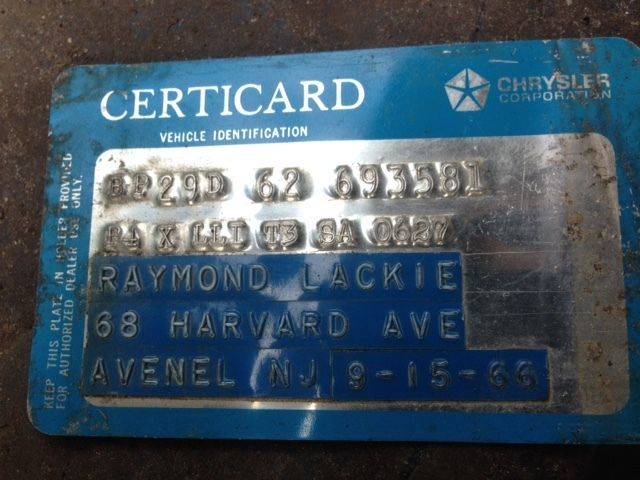 CERTICARD
CHRYSLER
CORPORATION
VEHICLE IDENTIFICATION
BP29D 62 693581
P4 X LLI T3 SA 0627
RAYMOND LACKIE
68 HARVARD AVE
AVENEL NJ 9-15-66
KEEP THIS PLATE IN HOLDER PROVIDED
FOR AUTHORIZED DEALER USE ONLY.